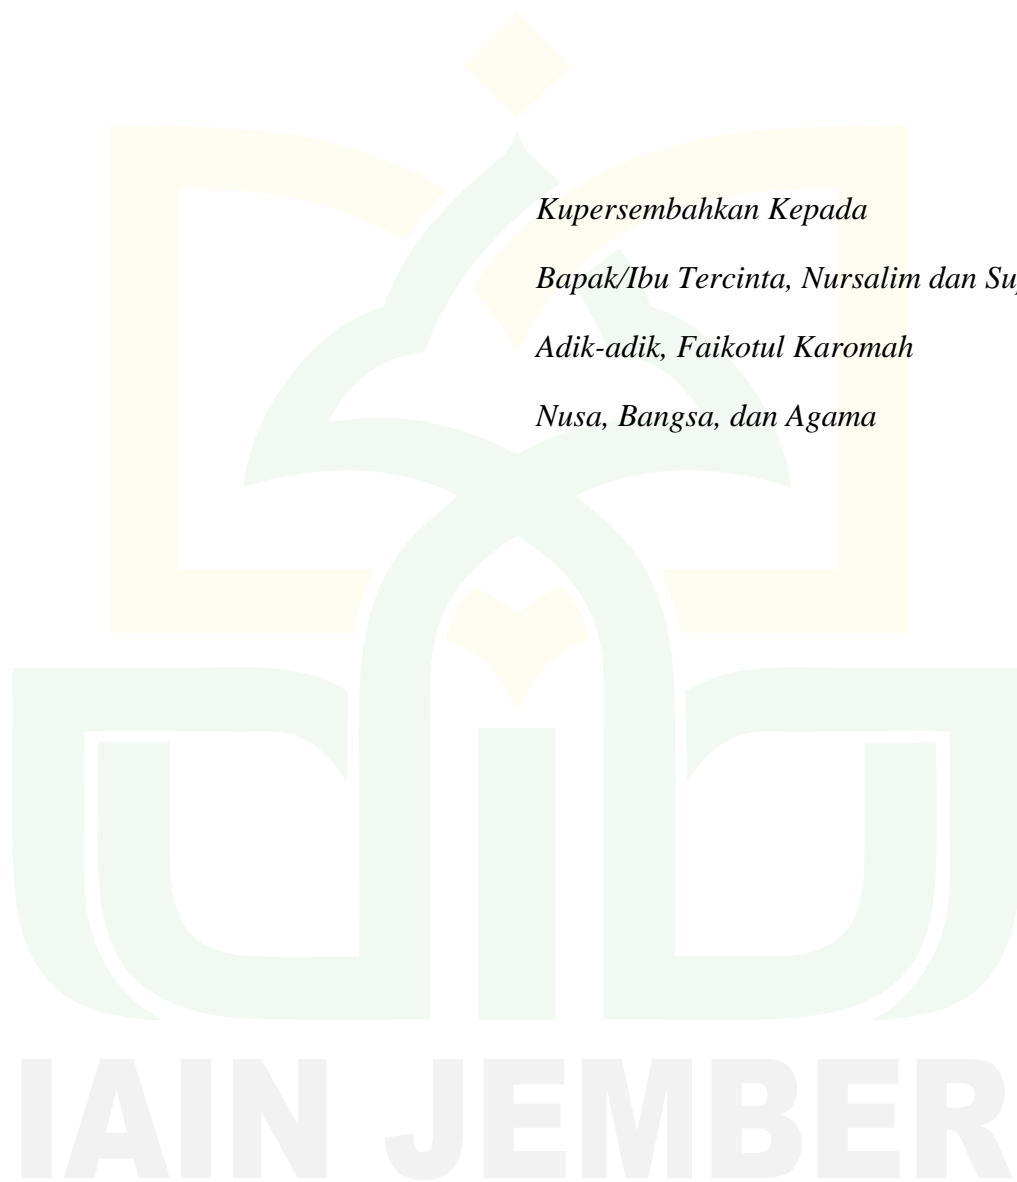 Kupersembahkan Kepada
Bapak/Ibu Tercinta, Nursalim dan
Adik-adik, Faikotul Karomah
Nusa, Bangsa, dan Agama
IAIN JEMBER